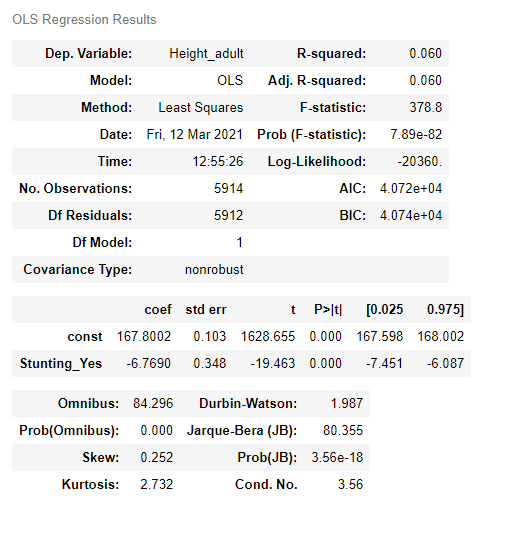 OLS Regression Results
Dep. Variable: Height_adult R-squared: 0.060
Model: OLS Adj. R-squared: 0.060
Method: Least Squares F-statistic: 378.8
Date: Fri, 12 Mar 2021 Prob (F-statistic): 7.89e-82
Time: 12:55:26 Log-Likelihood: -20360.
No. Observations: 5914 AIC: 4.072e+04
Df Residuals: 5912 BIC: 4.074e+04
Df Model: 1
Covariance Type: nonrobust
coef std err t P>|t| [0.025 0.975]
const 167.8002 0.103 1628.655 0.000 167.598 168.002
Stunting_Yes -6.7690 0.348 -19.463 0.000 -7.451 -6.087
Omnibus: 84.296 Durbin-Watson: 1.987
Prob(Omnibus): 0.000 Jarque-Bera (JB): 80.355
Skew: 0.252 Prob(JB): 3.56e-18
Kurtosis: 2.732 Cond. No. 3.56